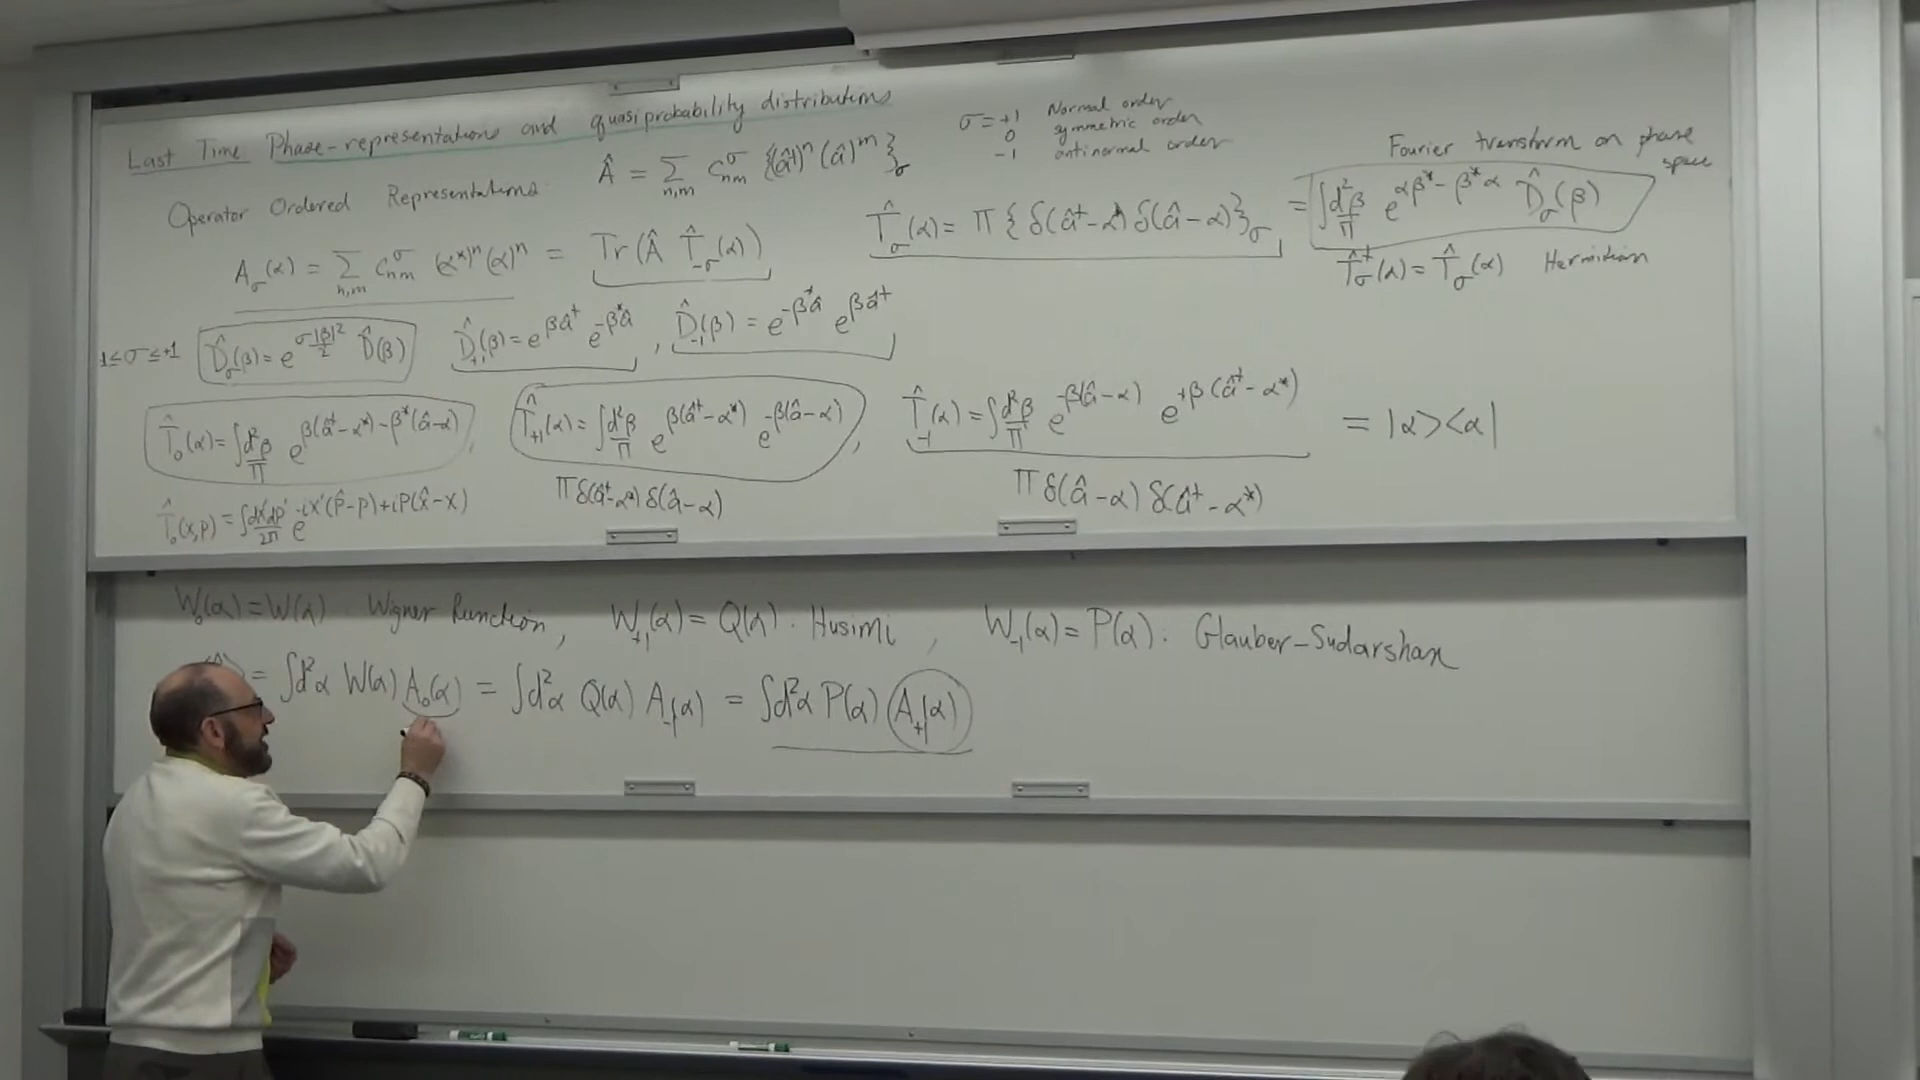 Last Time Phase-representations and quasiprobability distributions
σ = +1 Normal order
0 symmetric order
-1 antinormal order
Operator Ordered Representations.
Â = Σ_{n,m} C^σ_{nm} {(â†)^n (â)^m}_σ
Fourier transform on phase space
A_σ(α) = Σ_{n,m} C^σ_{nm} (α*)^n (α)^n = Tr(Â T̂_{-σ}(α))
T̂_σ(α) = π {δ(â†-α) δ(â-α)}_σ = ∫ d²β/π e^{αβ* - β*α} D̂_σ(β)
T̂†_σ(α) = T̂_σ(α) Hermitian
1 ≤ σ ≤ +1 D̂_σ(β) = e^{σ|β|²/2} D̂(β) D̂_{+1}(β) = e^{βâ†} e^{-β*â} , D̂_{-1}(β) = e^{-β*â} e^{βâ†}
T̂_0(α) = ∫ d²β/π e^{β(â†-α*) - β*(â-α)} , T̂_{+1}(α) = ∫ d²β/π e^{β(â†-α*)} e^{-β(â-α)} , T̂_{-1}(α) = ∫ d²β/π e^{-β(â-α)} e^{+β(â†-α*)} = |α><α|
T̂_0(x,p) = ∫ dx'dp'/2π e^{-ix'(p̂-p)+iP(x̂-x)} π δ(â†-α*) δ(â-α) π δ(â-α) δ(â†-α*)
W_0(α) = W(α) . Wigner function , W_{+1}(α) = Q(α) . Husimi , W_{-1}(α) = P(α) . Glauber-Sudarshan
= ∫d²α W(α) A_0(α) = ∫d²α Q(α) A_{-1}(α) = ∫d²α P(α) A_{+1}(α)